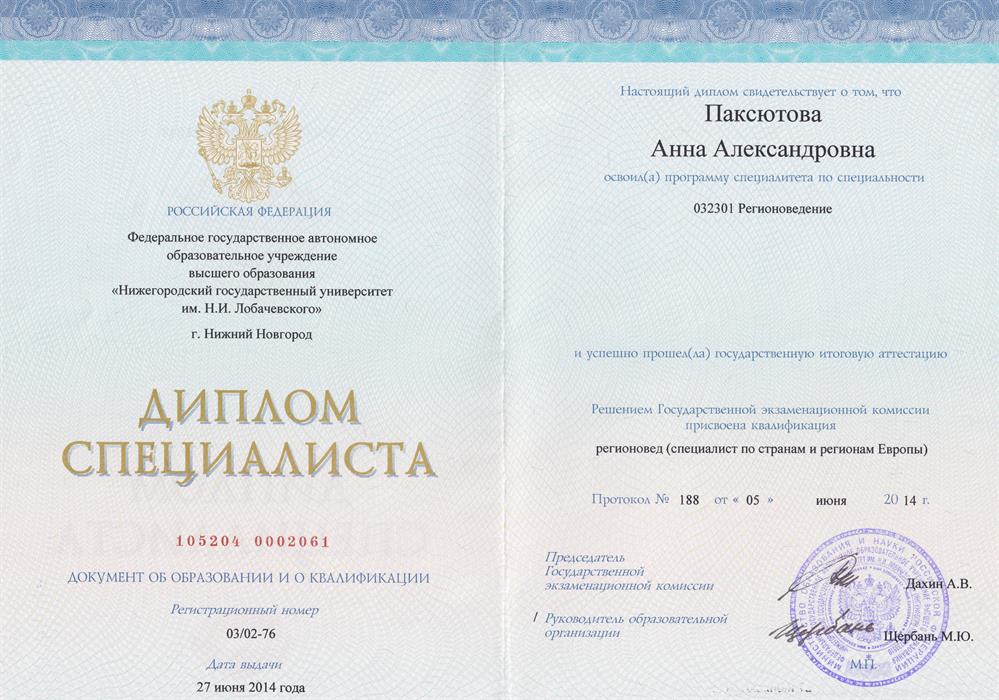 РОССИЙСКАЯ ФЕДЕРАЦИЯ
Федеральное государственное автономное
образовательное учреждение
высшего образования
«Нижегородский государственный университет
им. Н.И. Лобачевского»
г. Нижний Новгород
ДИПЛОМ
СПЕЦИАЛИСТА
105204 0002061
ДОКУМЕНТ ОБ ОБРАЗОВАНИИ И О КВАЛИФИКАЦИИ
Регистрационный номер
03/02-76
Дата выдачи
27 июня 2014 года
Настоящий диплом свидетельствует о том, что
Паксютова
Анна Александровна
освоил(а) программу специалитета по специальности
032301 Регионоведение
и успешно прошел(ла) государственную итоговую аттестацию
Решением Государственной экзаменационной комиссии
присвоена квалификация
регионовед (специалист по странам и регионам Европы)
Протокол № 188 от « 05 » июня 20 14 г.
Председатель
Государственной
экзаменационной комиссии
Дахин А.В.
/ Руководитель образовательной
организации
Щербань
Щербань М.Ю.
М.П.